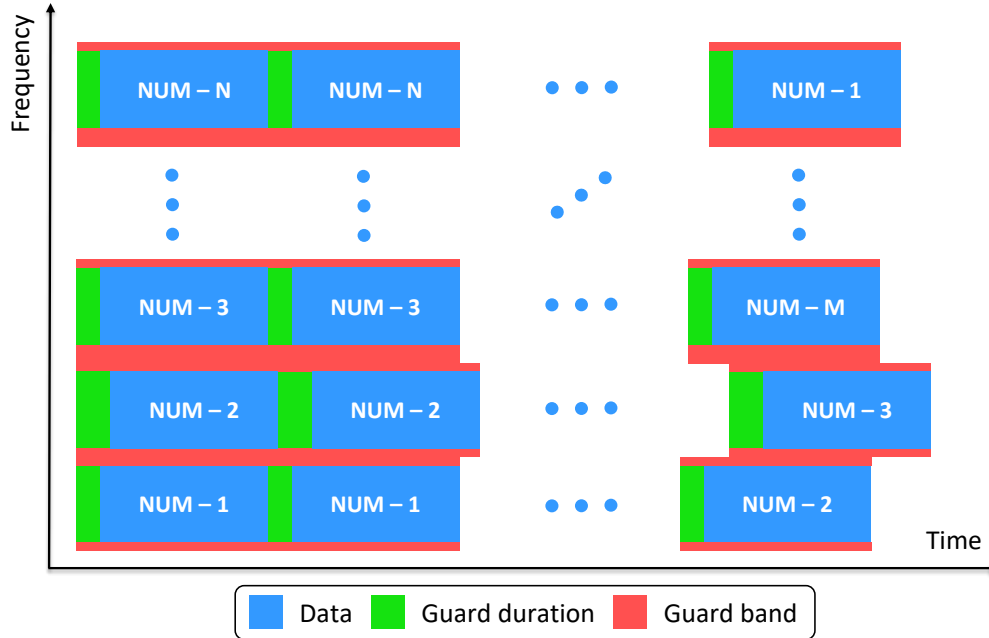 Frequency
NUM – N
NUM – N
NUM – 1
NUM – 3
NUM – 3
NUM – M
NUM – 2
NUM – 2
NUM – 3
NUM – 1
NUM – 1
NUM – 2
Time
Data
Guard duration
Guard band